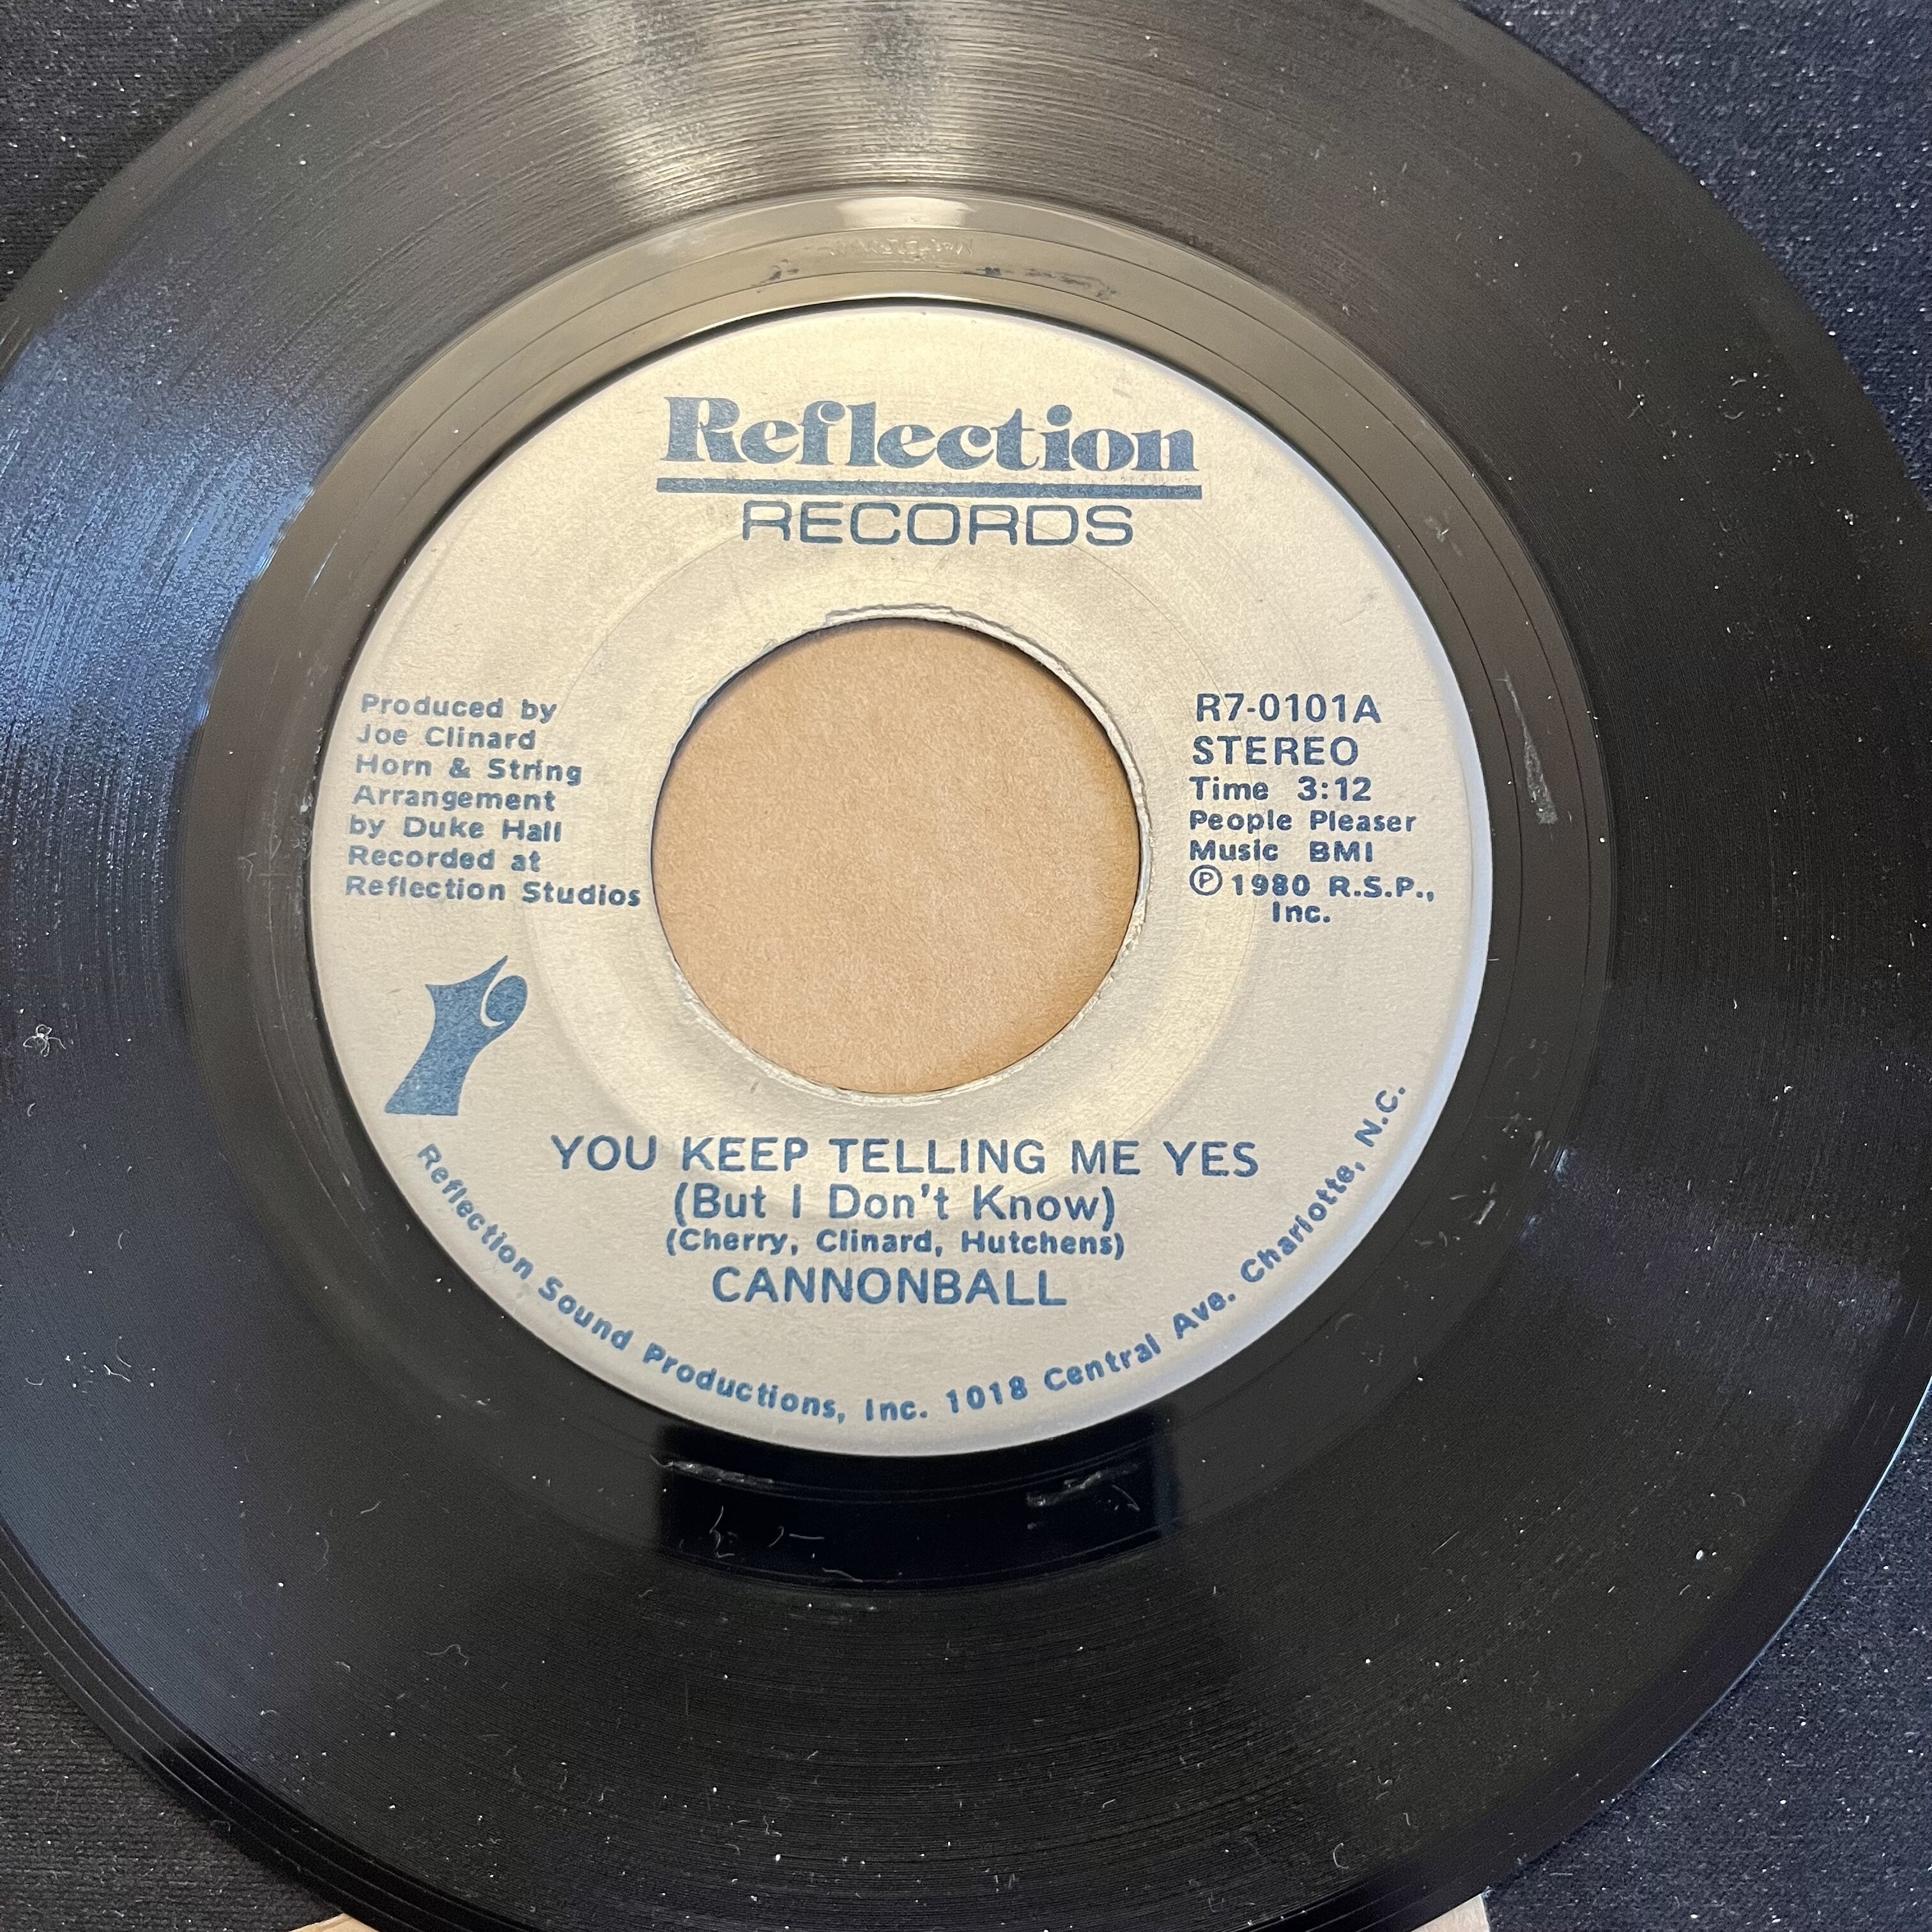 Reflection
RECORDS
Produced by
Joe Clinard
Horn & String
Arrangement
by Duke Hall
Recorded at
Reflection Studios
R7-0101A
STEREO
Time 3:12
People Pleaser
Music BMI
Ⓟ1980 R.S.P.,
Inc.
YOU KEEP TELLING ME YES
(But I Don't Know)
(Cherry, Clinard, Hutchens)
CANNONBALL
Reflection Sound Productions, Inc. 1018 Central Ave. Charlotte, N.C.